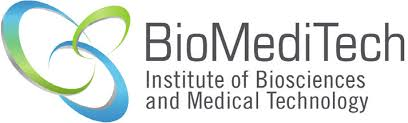 BioMediTech
Institute of Biosciences
and Medical Technology